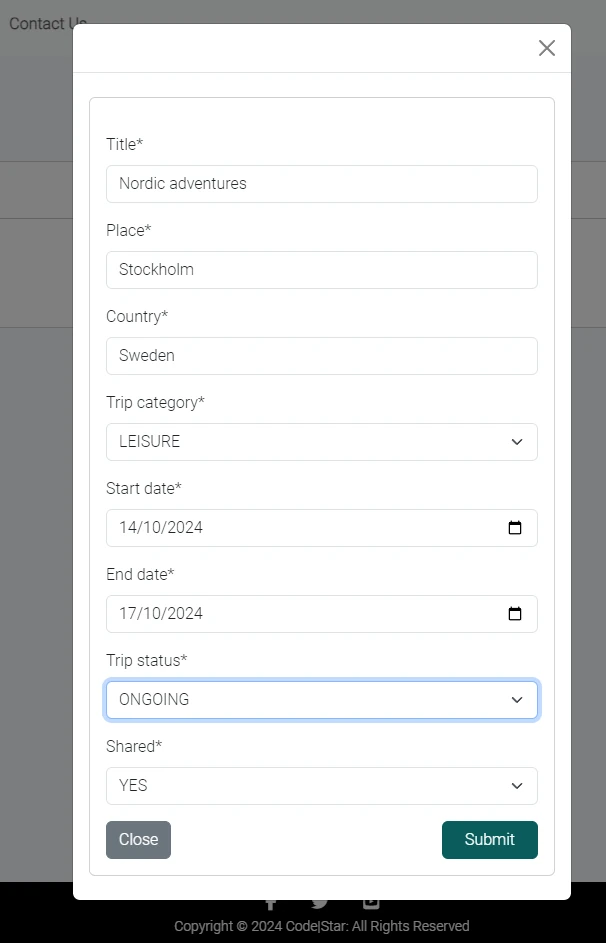 Contact Us
Title*
Nordic adventures
Place*
Stockholm
Country*
Sweden
Trip category*
LEISURE
Start date*
14/10/2024
End date*
17/10/2024
Trip status*
ONGOING
Shared*
YES
Close
Submit
Copyright © 2024 Code|Star: All Rights Reserved